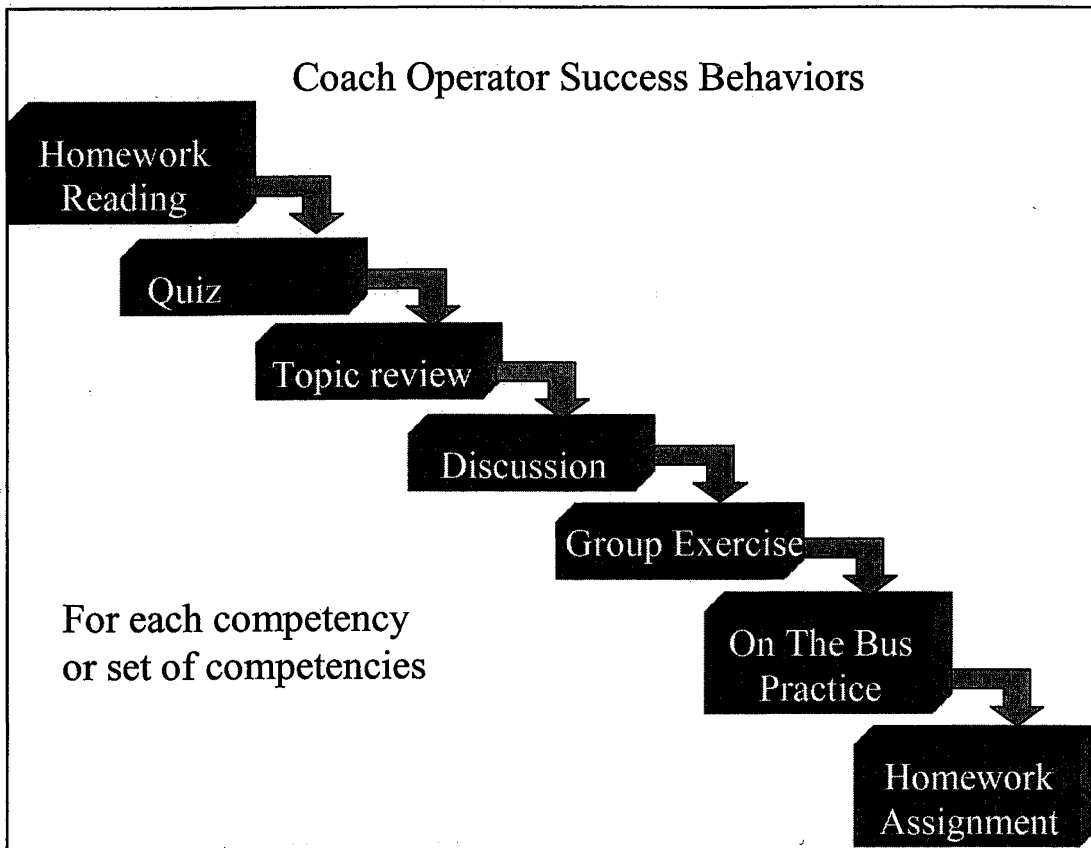 Coach Operator Success Behaviors
Homework
Reading
Quiz
Topic review
Discussion
Group Exercise
For each competency
or set of competencies
On The Bus
Practice
Homework
Assignment